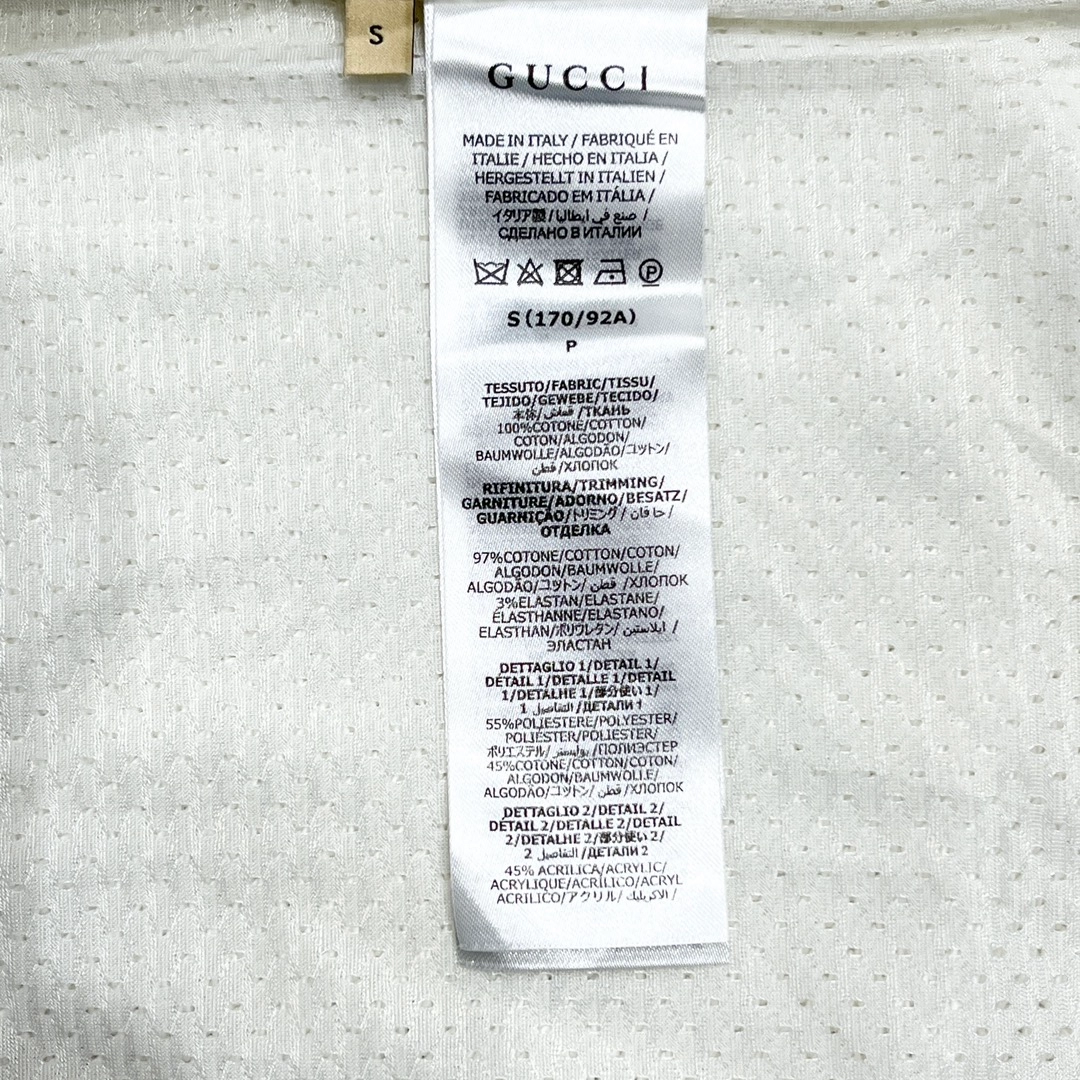 S
GUCCI
MADE IN ITALY / FABRIQUÉ EN
ITALIE / HECHO EN ITALIA /
HERGESTELLT IN ITALIEN /
FABRICADO EM ITÁLIA /
イタリア製 / صنع في ايطاليا /
СДЕЛАНО В ИТАЛИИ
P
S (170/92A)
P
TESSUTO/FABRIC/TISSU/
TEJIDO/GEWEBE/TECIDO/
本体/ قماش /ТКАНЬ
100%COTONE/COTTON/
COTON/ALGODON/
BAUMWOLLE/ALGODÃO/コットン/
قطن /ХЛОПОК
RIFINITURA/TRIMMING/
GARNITURE/ADORNO/BESATZ/
GUARNIÇÃO/トリミング/ حافان /
ОТДЕЛКА
97%COTONE/COTTON/COTON/
ALGODON/BAUMWOLLE/
ALGODÃO/コットン/ قطن /ХЛОПОК
3%ELASTAN/ELASTANE/
ÉLASTHANNE/ELASTANO/
ELASTHAN/ポリウレタン/ ايلاستين /
ЭЛАСТАН
DETTAGLIO 1/DETAIL 1/
DÉTAIL 1/DETALLE 1/DETAIL
1/DETALHE 1/部分使い 1/
1 التفاصيل /ДЕТАЛИ 1
55%POLIESTERE/POLYESTER/
POLIÉSTER/POLIESTER/
ポリエステル/ بوليستر /ПОЛИЭСТЕР
45%COTONE/COTTON/COTON/
ALGODON/BAUMWOLLE/
ALGODÃO/コットン/ قطن /ХЛОПОК
DETTAGLIO 2/DETAIL 2/
DÉTAIL 2/DETALLE 2/DETAIL
2/DETALHE 2/部分使い 2/
2 التفاصيل /ДЕТАЛИ 2
45% ACRILICA/ACRYLIC/
ACRYLIQUE/ACRÍLICO/ACRYL
ACRILICO/アクリル/ الاكريليك /